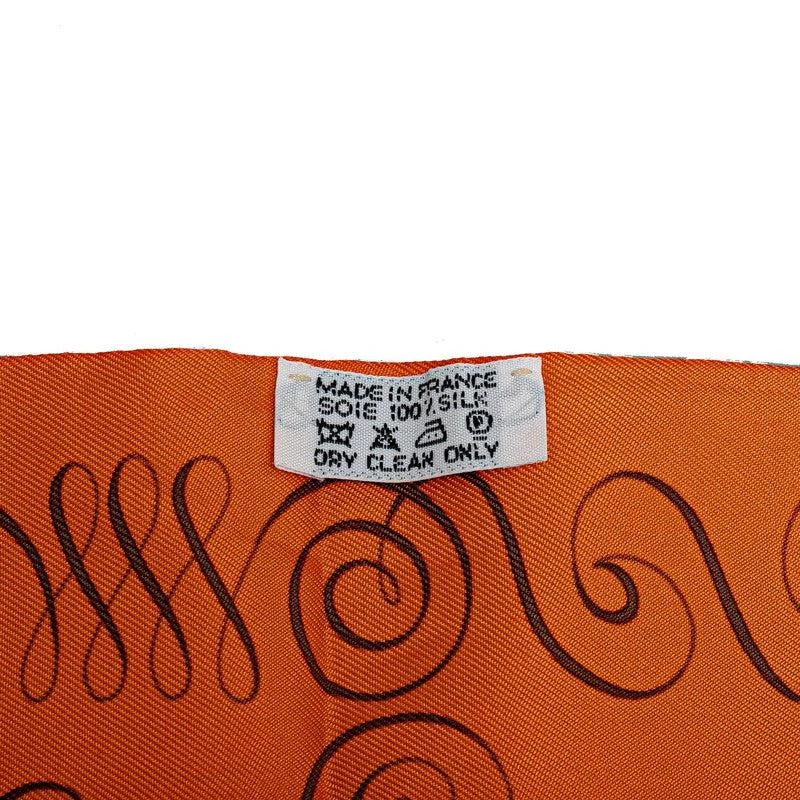 MADE IN FRANCE
SOIE 100% SILK
DRY CLEAN ONLY